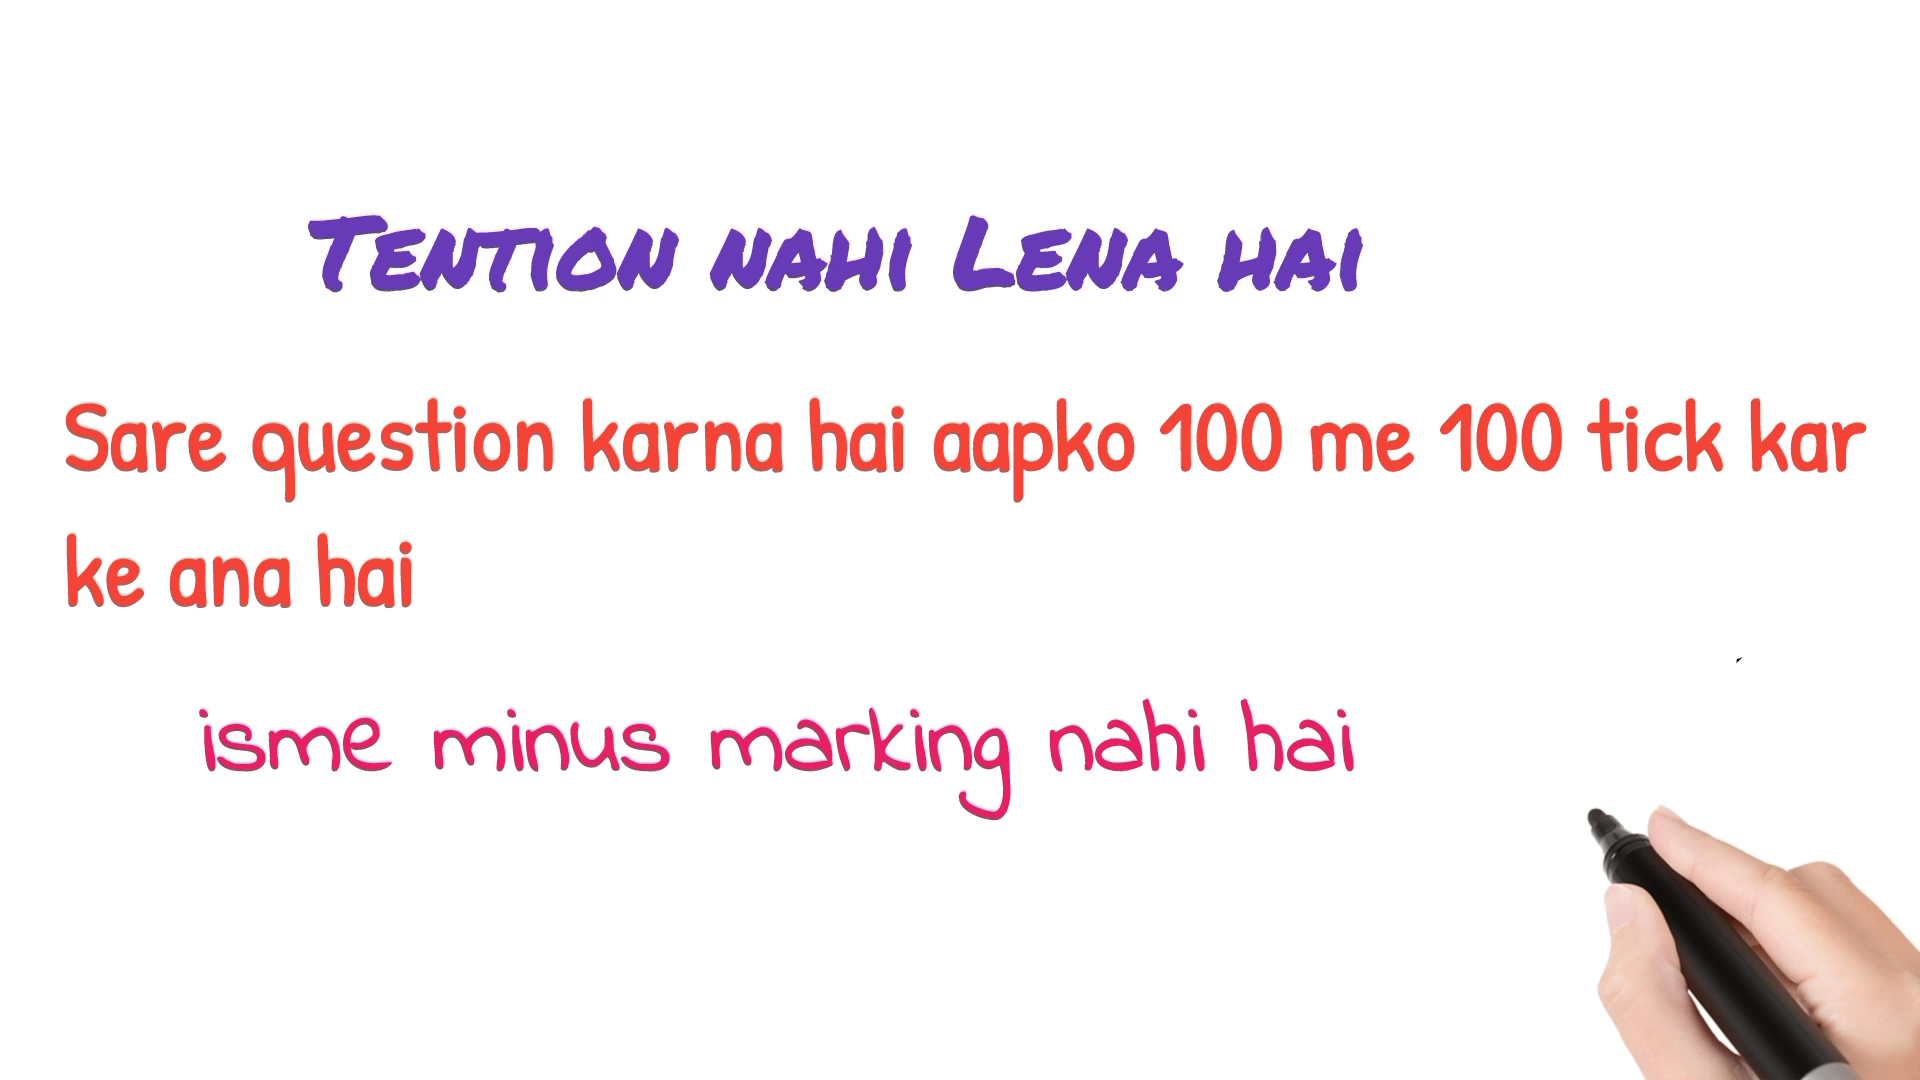 Tention nahi Lena hai
Sare question karna hai aapko 100 me 100 tick kar
ke ana hai
isme minus marking nahi hai